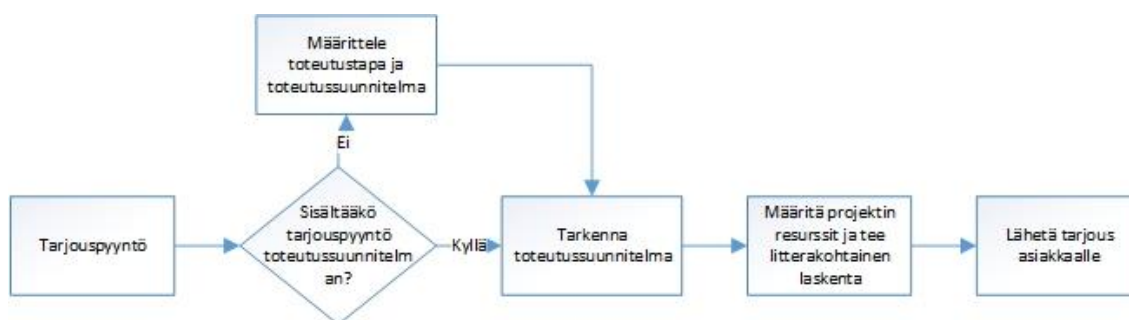 Määrittele
toteutustapa ja
toteutussuunnitelma
Ei
Tarjouspyyntö
Sisältääkö
tarjouspyyntö
toteutussuunnitelm
an?
Kyllä
Tarkenna
toteutussuunnitelma
Määritä projektin
resurssit ja tee
litterakohtainen
laskenta
Lähetä tarjous
asiakkaalle